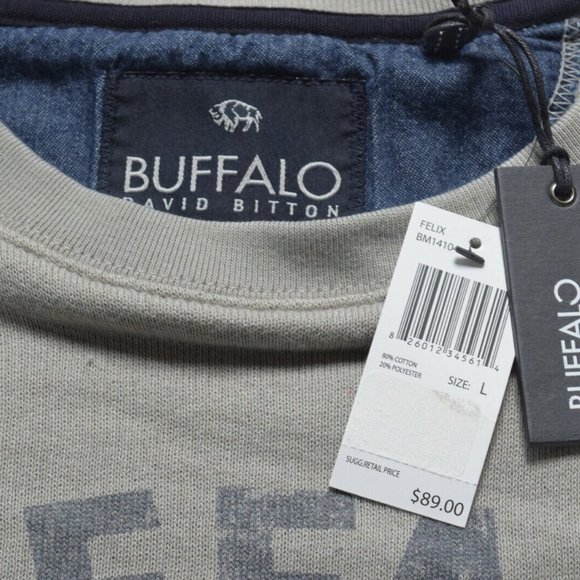 BUFFALO
DAVID BITTON
FELIX
BM1410
8 26012 34561 4
80% COTTON
20% POLYESTER
SIZE: L
SUGG.RETAIL PRICE
$89.00
BUFFALO